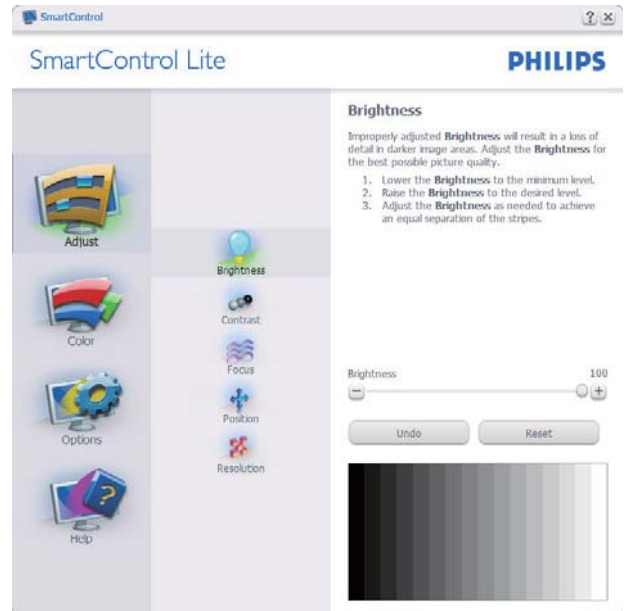 SmartControl
SmartControl Lite
PHILIPS
Adjust
Color
Options
Help
Brightness
Contrast
Focus
Position
Resolution
Brightness
Improperly adjusted Brightness will result in a loss of
detail in darker image areas. Adjust the Brightness for
the best possible picture quality.
1. Lower the Brightness to the minimum level.
2. Raise the Brightness to the desired level.
3. Adjust the Brightness as needed to achieve
an equal separation of the stripes.
Brightness 100
Undo Reset